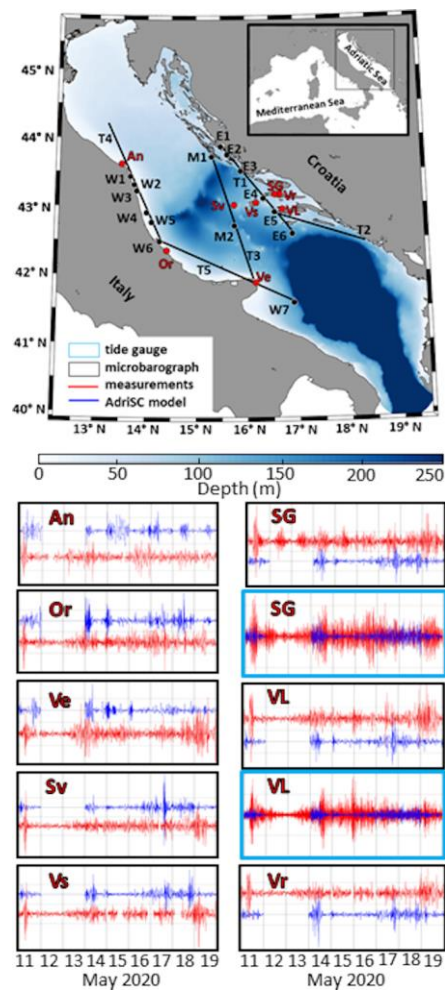 Adriatic Sea
Mediterranean Sea
45° N
44° N
43° N
42° N
41° N
40° N
E1
E2
M1
E3
T4
An
T1
Croatia
SG
W1
W2
E4
Vr
W3
Sv
Vs
VL
W4
W5
E5
M2
E6
T2
W6
Or
T3
T5
Ve
Italy
W7
tide gauge
microbarograph
measurements
AdriSC model
13° N
14° N
15° N
16° N
17° N
18° N
19° N
0 50 100 150 200 250
Depth (m)
An
SG
Or
SG
Ve
VL
Sv
VL
Vs
Vr
11 12 13 14 15 16 17 18 19
11 12 13 14 15 16 17 18 19
May 2020
May 2020